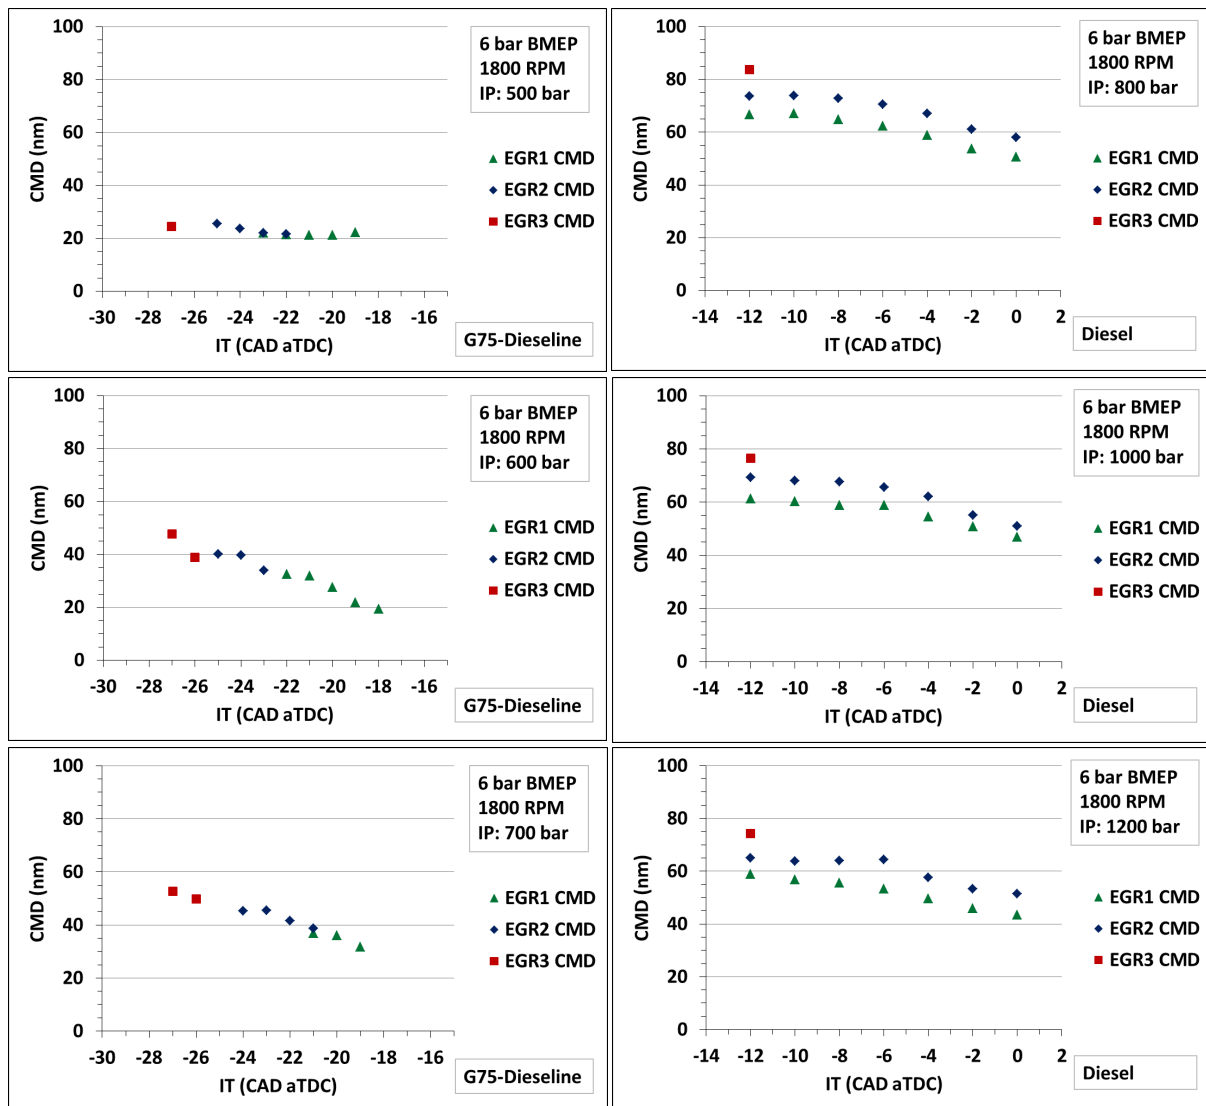 100
80
60
40
20
0
CMD (nm)
-30 -28 -26 -24 -22 -20 -18 -16
IT (CAD aTDC)
6 bar BMEP
1800 RPM
IP: 500 bar
EGR1 CMD
EGR2 CMD
EGR3 CMD
G75-Dieseline
100
80
60
40
20
0
CMD (nm)
-14 -12 -10 -8 -6 -4 -2 0 2
IT (CAD aTDC)
6 bar BMEP
1800 RPM
IP: 800 bar
EGR1 CMD
EGR2 CMD
EGR3 CMD
Diesel
100
80
60
40
20
0
CMD (nm)
-30 -28 -26 -24 -22 -20 -18 -16
IT (CAD aTDC)
6 bar BMEP
1800 RPM
IP: 600 bar
EGR1 CMD
EGR2 CMD
EGR3 CMD
G75-Dieseline
100
80
60
40
20
0
CMD (nm)
-14 -12 -10 -8 -6 -4 -2 0 2
IT (CAD aTDC)
6 bar BMEP
1800 RPM
IP: 1000 bar
EGR1 CMD
EGR2 CMD
EGR3 CMD
Diesel
100
80
60
40
20
0
CMD (nm)
-30 -28 -26 -24 -22 -20 -18 -16
IT (CAD aTDC)
6 bar BMEP
1800 RPM
IP: 700 bar
EGR1 CMD
EGR2 CMD
EGR3 CMD
G75-Dieseline
100
80
60
40
20
0
CMD (nm)
-14 -12 -10 -8 -6 -4 -2 0 2
IT (CAD aTDC)
6 bar BMEP
1800 RPM
IP: 1200 bar
EGR1 CMD
EGR2 CMD
EGR3 CMD
Diesel